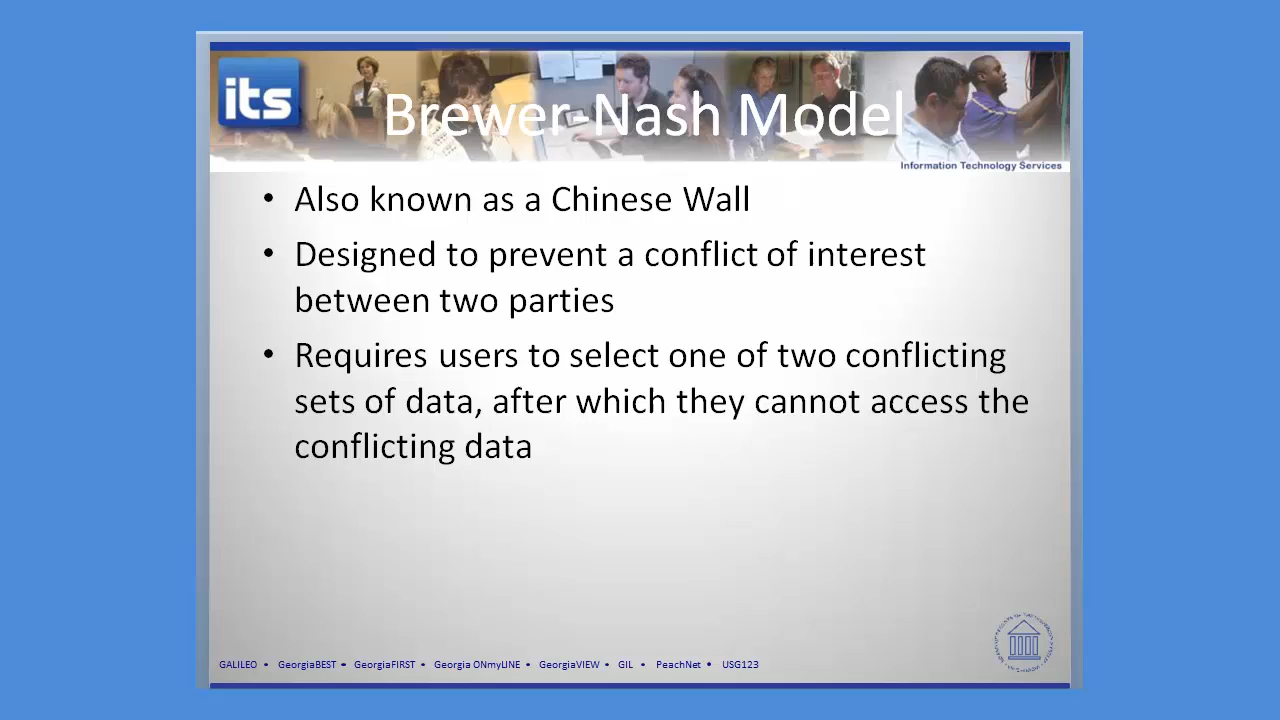 its
Brewer-Nash Model
Information Technology Services
• Also known as a Chinese Wall
• Designed to prevent a conflict of interest
between two parties
• Requires users to select one of two conflicting
sets of data, after which they cannot access the
conflicting data
GALILEO • GeorgiaBEST • GeorgiaFIRST • Georgia ONmyLINE • GeorgiaVIEW • GIL • PeachNet • USG123